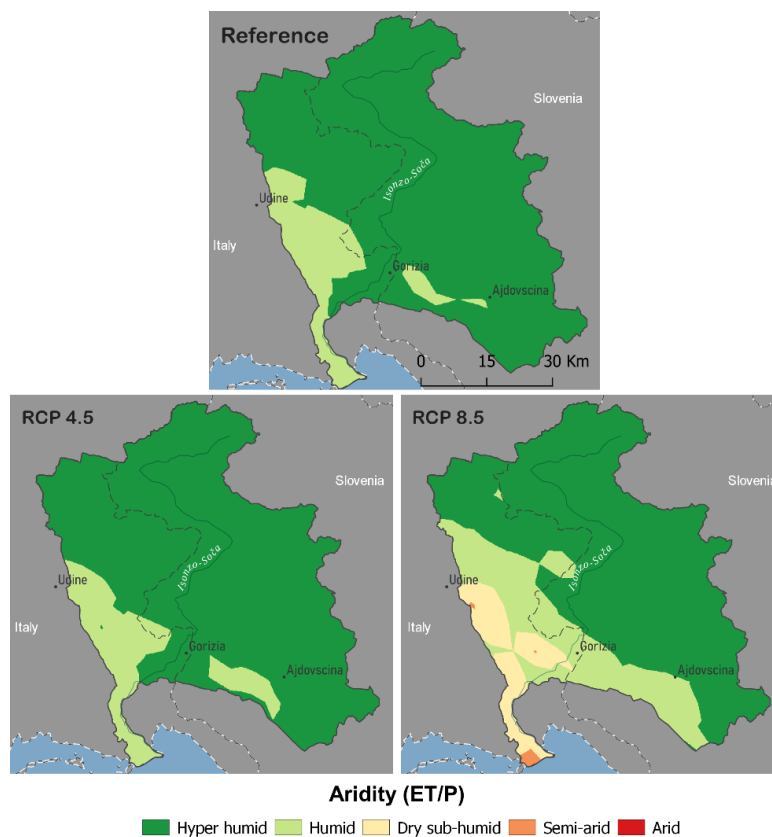 Reference
Slovenia
Isonzo-Soča
Udine
Italy
Gorizia
Ajdovscina
0 15 30 Km
RCP 4.5
Slovenia
Isonzo-Soča
Udine
Italy
Gorizia
Ajdovscina
RCP 8.5
Slovenia
Isonzo-Soča
Udine
Italy
Gorizia
Ajdovscina
Aridity (ET/P)
Hyper humid Humid Dry sub-humid Semi-arid Arid